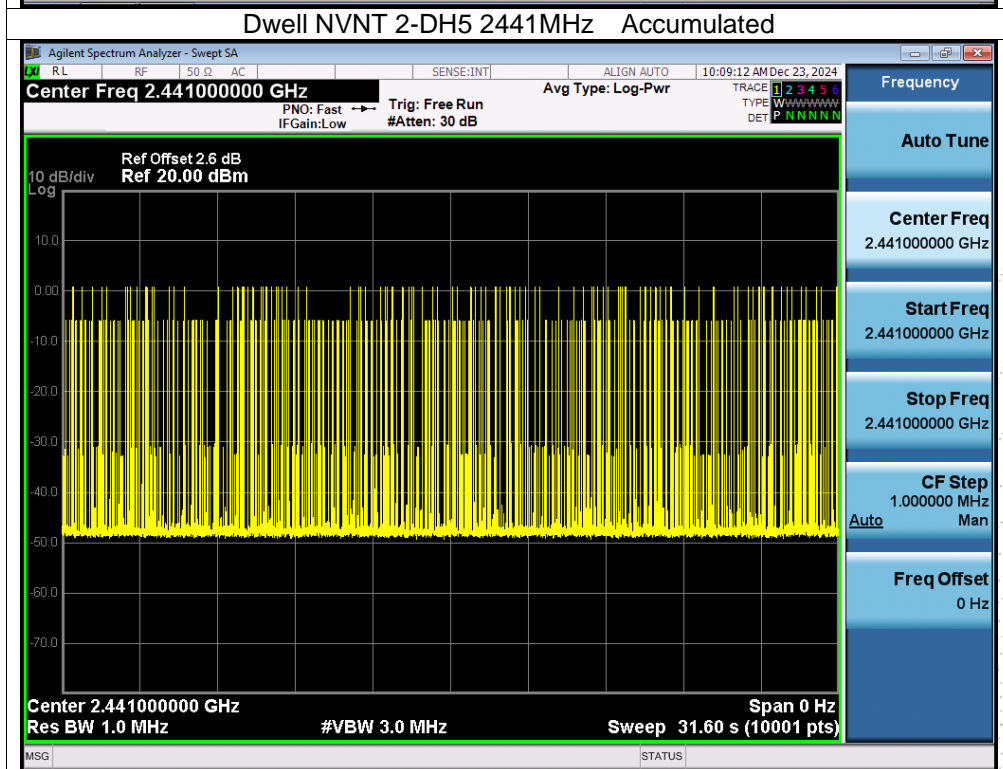 Dwell NVNT 2-DH5 2441MHz Accumulated
Agilent Spectrum Analyzer - Swept SA
LXI RL RF 50 Ω AC SENSE:INT ALIGN AUTO 10:09:12 AM Dec 23, 2024
Center Freq 2.441000000 GHz
PNO: Fast
IFGain:Low
Trig: Free Run
#Atten: 30 dB
Avg Type: Log-Pwr
TRACE 1 2 3 4 5 6
TYPE WWWWWWW
DET P N N N N N
Frequency
Auto Tune
Center Freq
2.441000000 GHz
Start Freq
2.441000000 GHz
Stop Freq
2.441000000 GHz
CF Step
1.000000 MHz
Auto Man
Freq Offset
0 Hz
Ref Offset 2.6 dB
10 dB/div Ref 20.00 dBm
Log
10.0
0.00
-10.0
-20.0
-30.0
-40.0
-50.0
-60.0
-70.0
Center 2.441000000 GHz Span 0 Hz
Res BW 1.0 MHz #VBW 3.0 MHz Sweep 31.60 s (10001 pts)
MSG STATUS